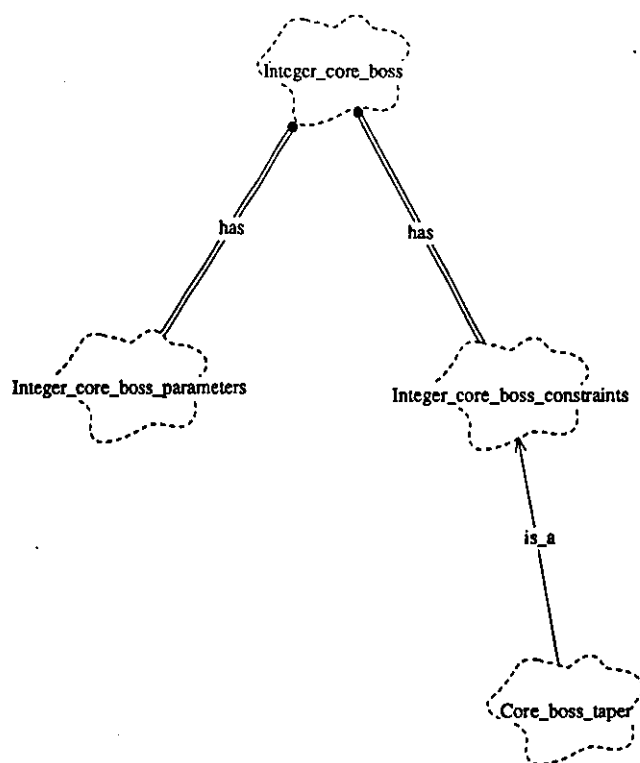 Integer_core_boss
has
has
Integer_core_boss_parameters
Integer_core_boss_constraints
is_a
Core_boss_taper